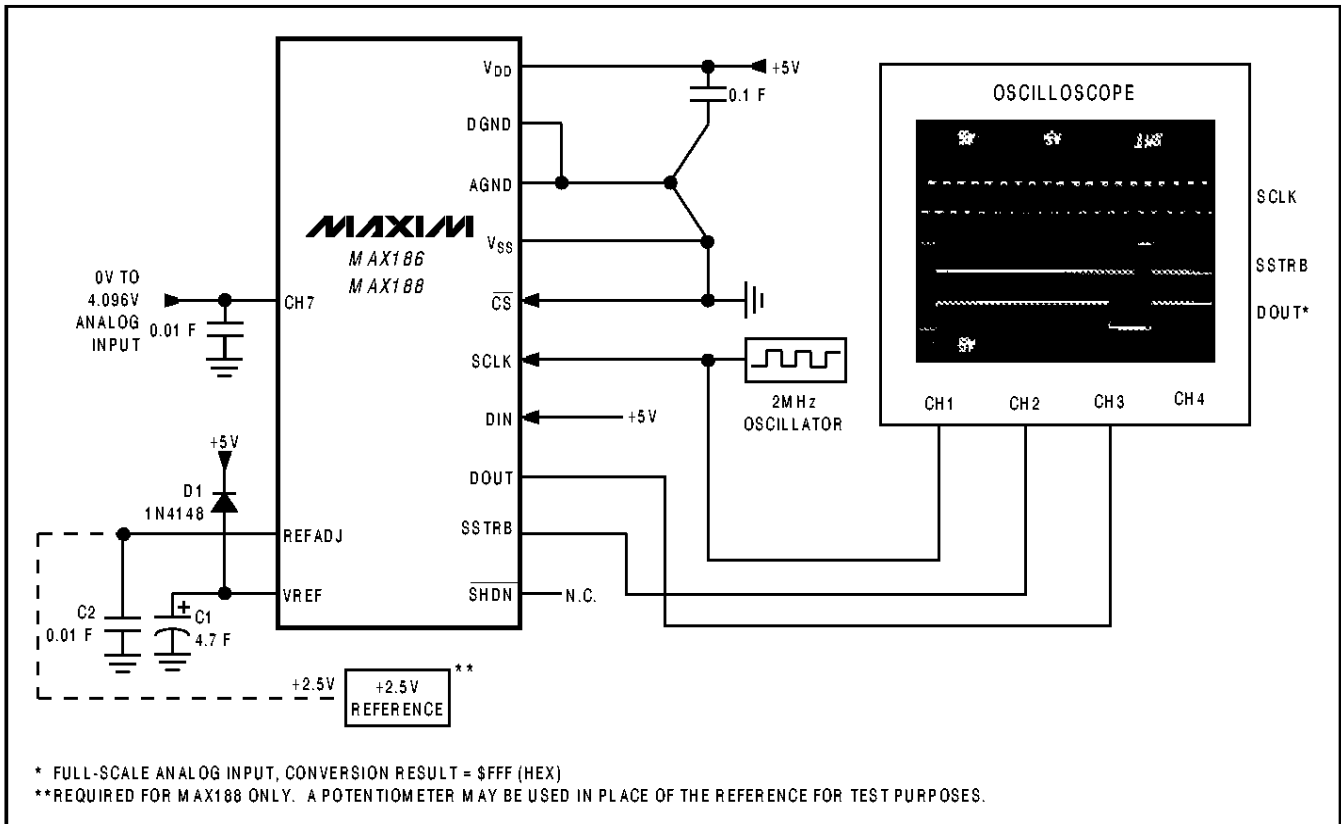 VDD
+5V
0.1 F
DGND
AGND
MAXIM
MAX186
MAX188
VSS
0V TO
4.096V
ANALOG
INPUT
0.01 F
CH7
CS
SCLK
2MHz
OSCILLATOR
DIN
+5V
DOUT
SSTRB
SHDN
N.C.
+5V
D1
1N4148
REFADJ
VREF
C2
0.01 F
+
C1
4.7 F
+2.5V
+2.5V
REFERENCE
**
OSCILLOSCOPE
SCLK
SSTRB
DOUT*
CH1
CH2
CH3
CH4
* FULL-SCALE ANALOG INPUT, CONVERSION RESULT = $FFF (HEX)
**REQUIRED FOR MAX188 ONLY. A POTENTIOMETER MAY BE USED IN PLACE OF THE REFERENCE FOR TEST PURPOSES.